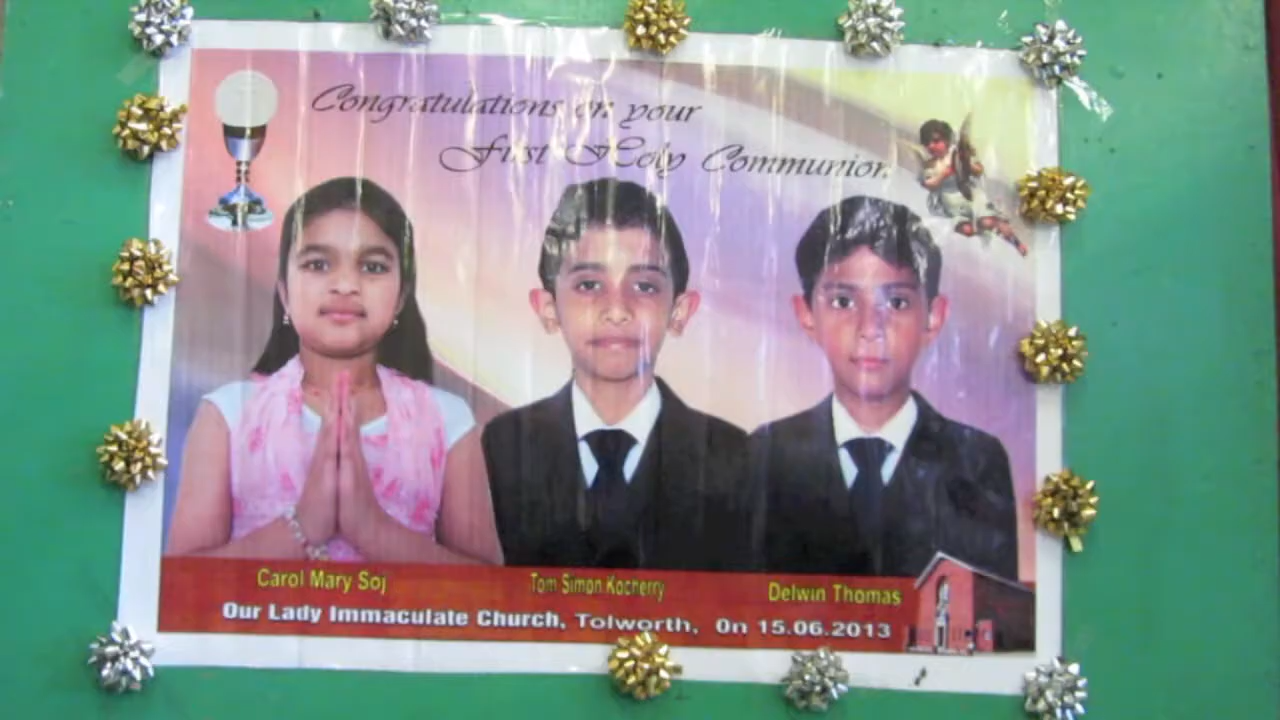 Congratulations on your
First Holy Communion
Carol Mary Soj Tom Simon Kocherry Delwin Thomas
Our Lady Immaculate Church, Tolworth, On 15.06.2013